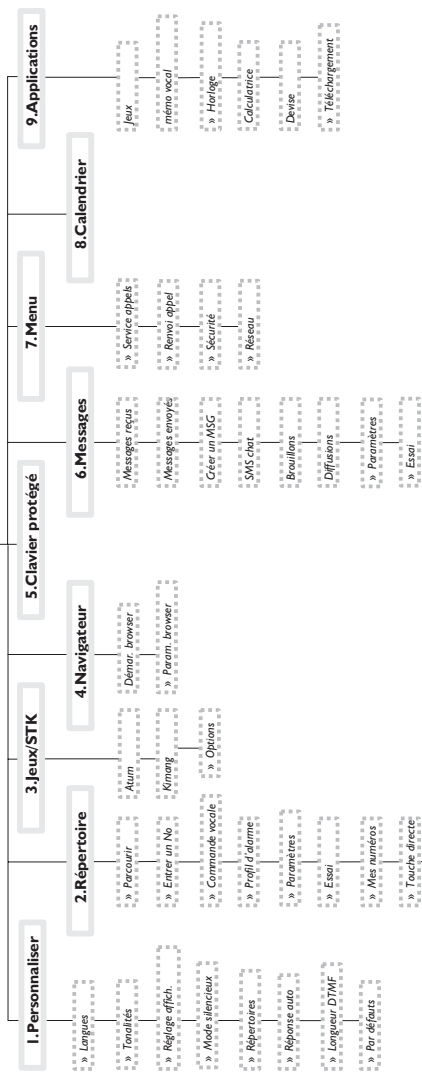 1.Personnaliser
» Langues
» Tonalités
» Réglage affich.
» Mode silencieux
» Répertoires
» Réponse auto
» Longueur DTMF
» Par défauts
2.Répertoire
» Parcourir
» Entrer un No
» Commande vocale
» Profil d'alarme
» Paramètres
» Essai
» Mes numéros
» Touche directe
3.Jeux/STK
Atum
Kimang
» Options
4.Navigateur
Démar. browser
» Param. browser
5.Clavier protégé
6.Messages
Messages reçus
Messages envoyés
Créer un MSG
SMS chat
Brouillons
Diffusions
» Paramètres
» Essai
7.Menu
» Service appels
» Renvoi appel
» Sécurité
» Réseau
8.Calendrier
9.Applications
Jeux
mémo vocal
» Horloge
Calculatrice
Devise
» Téléchargement